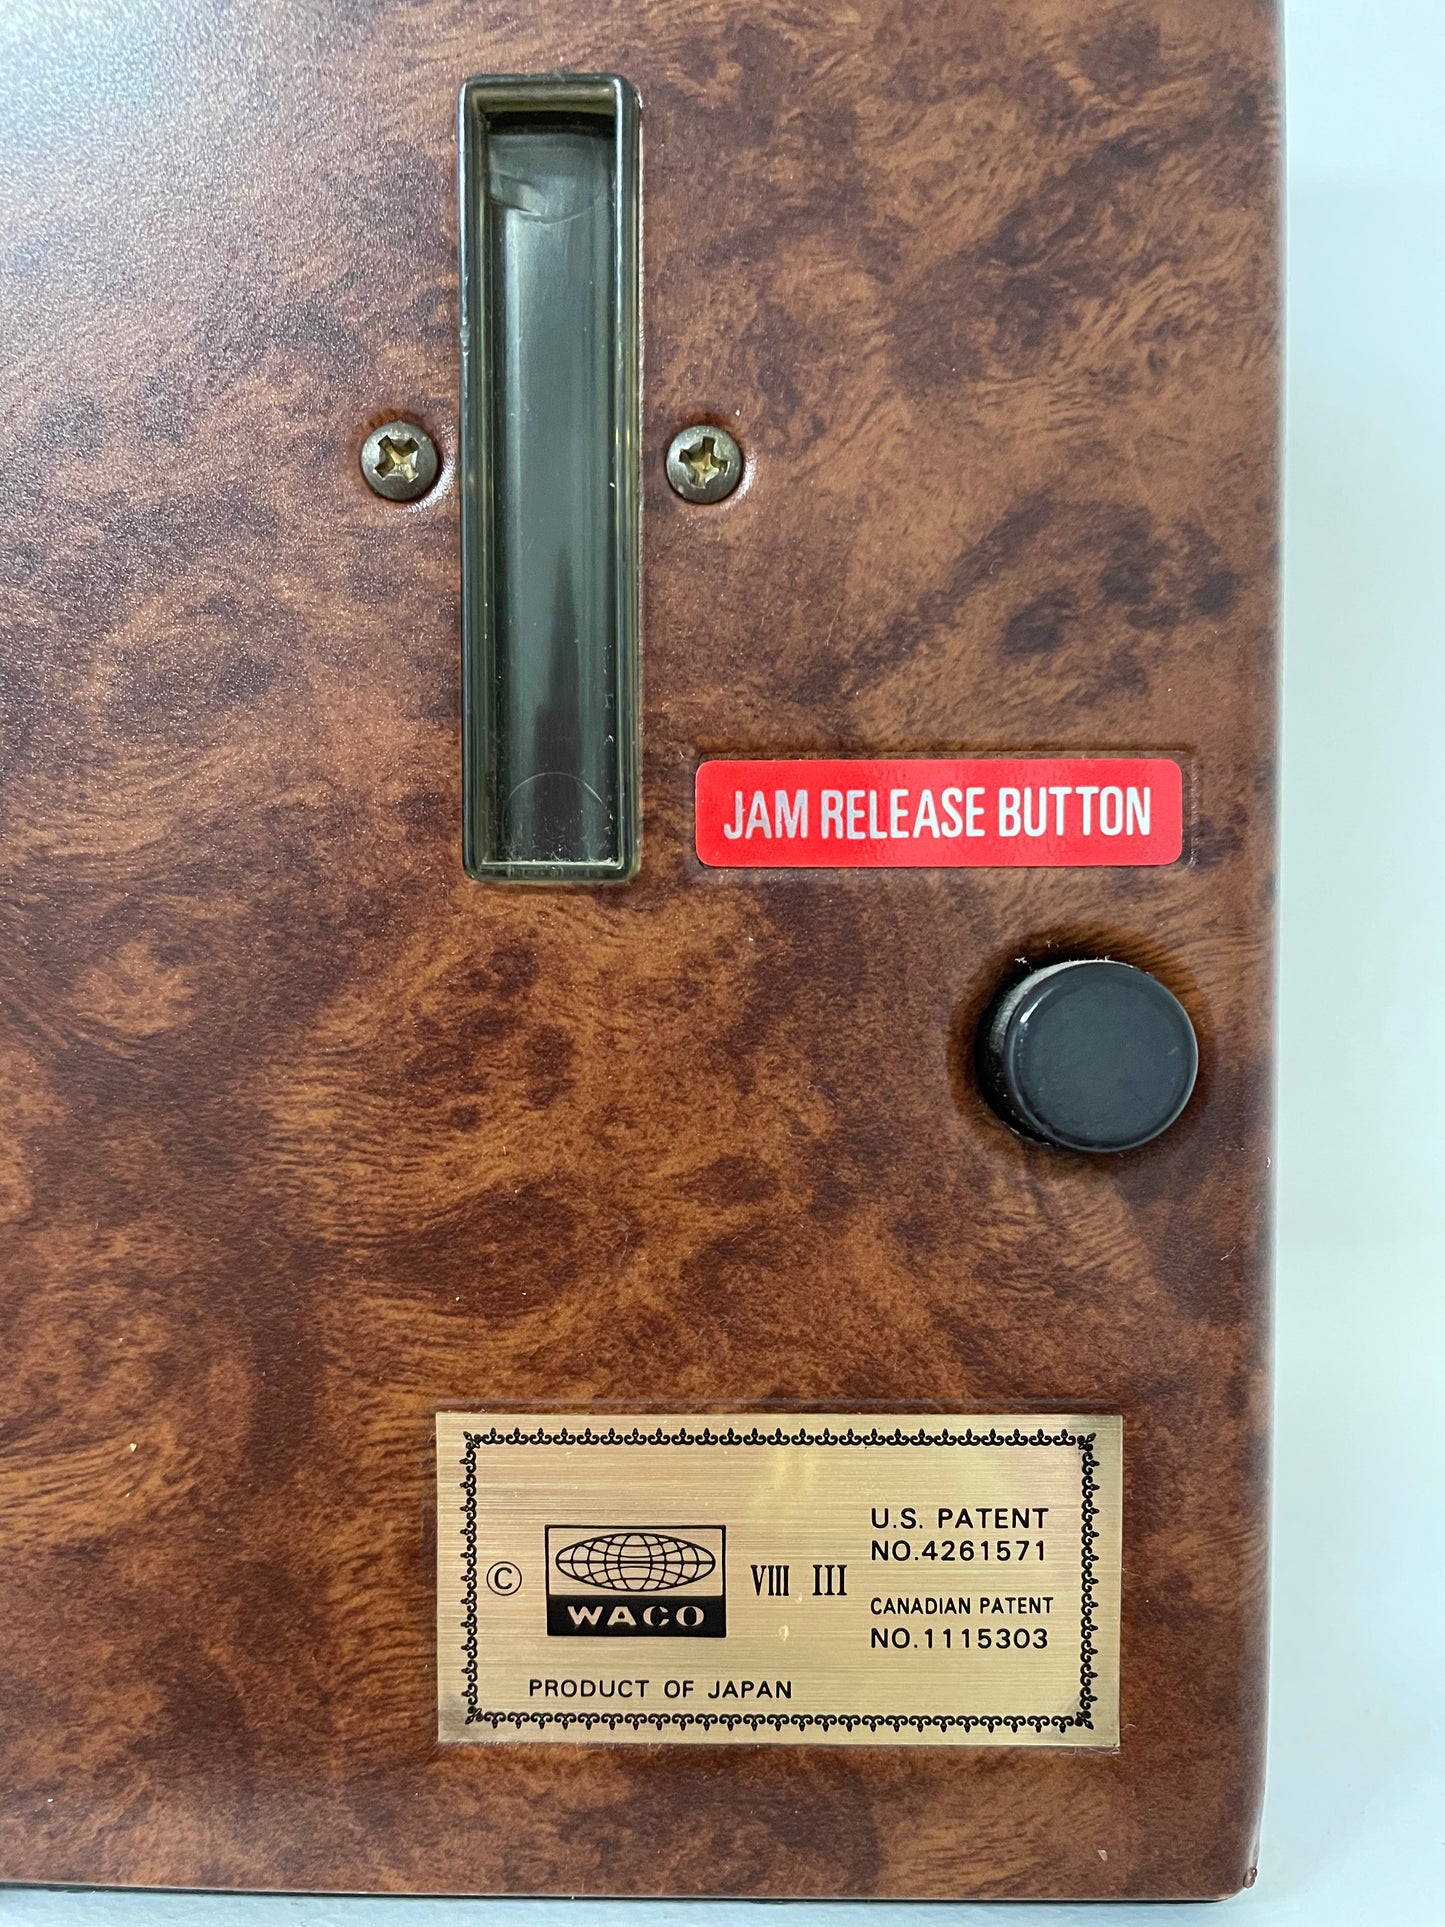 JAM RELEASE BUTTON
©
WACO
VIII III
U.S. PATENT
NO.4261571
CANADIAN PATENT
NO.1115303
PRODUCT OF JAPAN